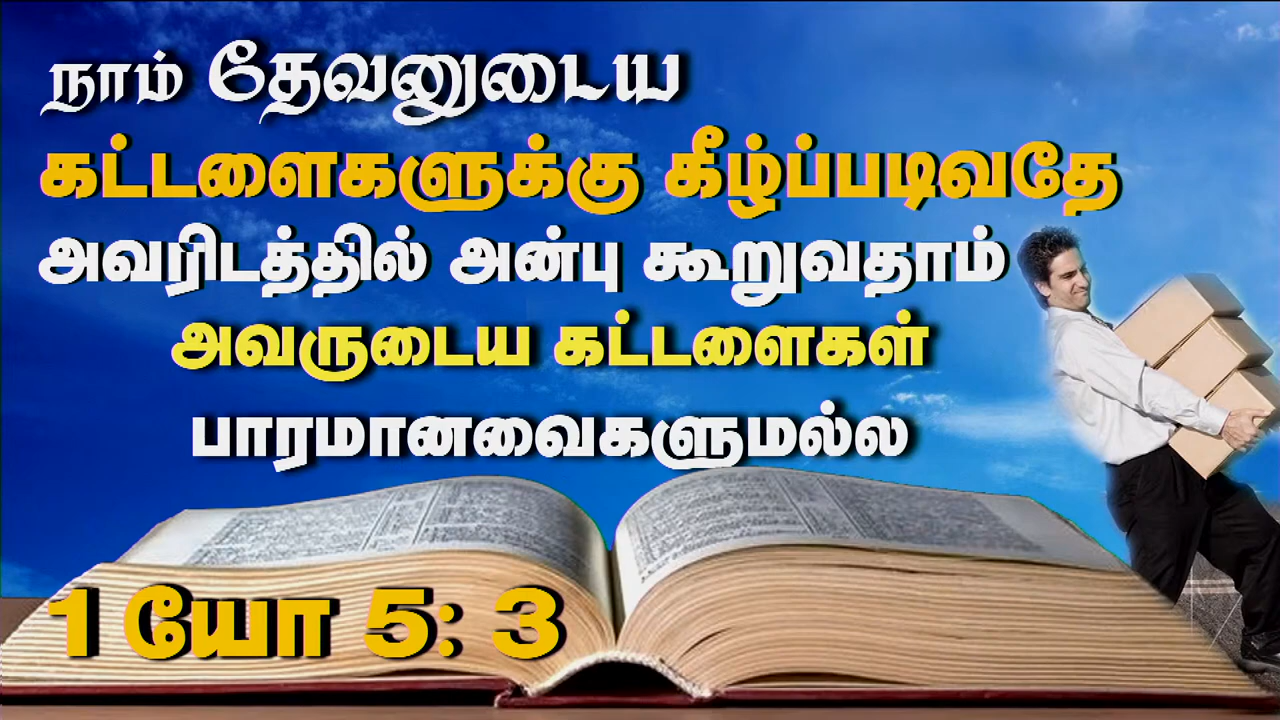 நாம் தேவனுடைய
கட்டளைகளுக்கு கீழ்ப்படிவதே
அவரிடத்தில் அன்பு கூறுவதாம்
அவருடைய கட்டளைகள்
பாரமானவைகளுமல்ல
1 யோ 5: 3